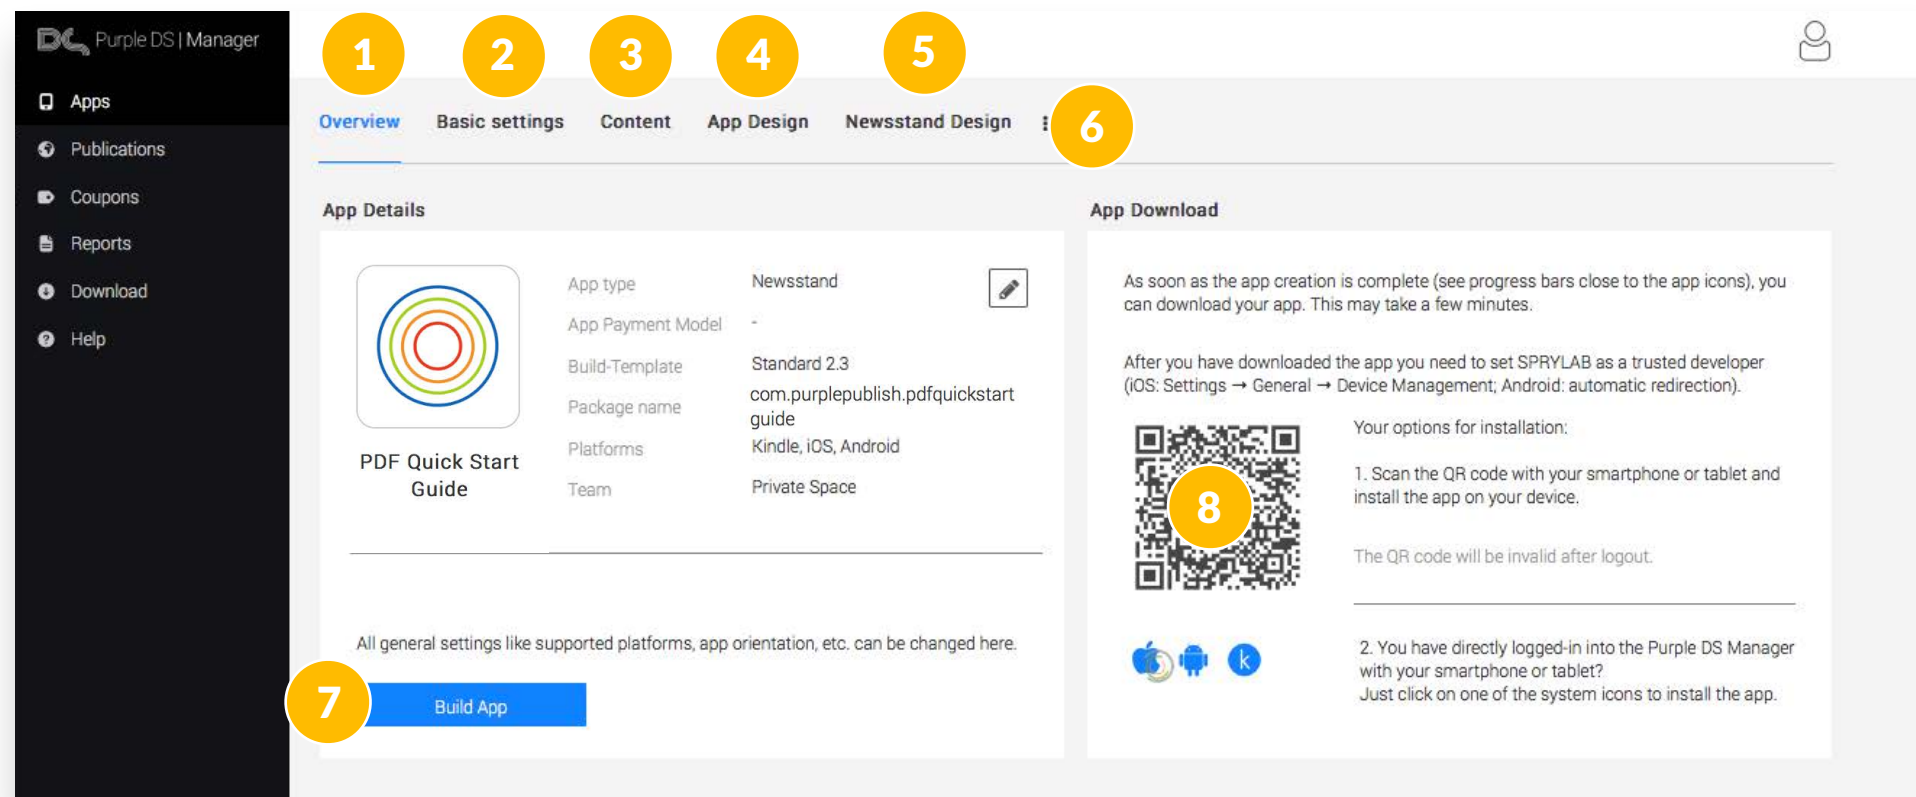 Purple DS | Manager
1
2
3
4
5
6
Apps
Publications
Coupons
Reports
Download
Help
Overview
Basic settings
Content
App Design
Newsstand Design
App Details
PDF Quick Start
Guide
App type
Newsstand
App Payment Model
-
Build-Template
Standard 2.3
Package name
com.purplepublish.pdfquickstart
guide
Platforms
Kindle, iOS, Android
Team
Private Space
All general settings like supported platforms, app orientation, etc. can be changed here.
7
Build App
App Download
As soon as the app creation is complete (see progress bars close to the app icons), you
can download your app. This may take a few minutes.
After you have downloaded the app you need to set SPRYLAB as a trusted developer
(iOS: Settings → General → Device Management; Android: automatic redirection).
8
Your options for installation:
1. Scan the QR code with your smartphone or tablet and
install the app on your device.
The QR code will be invalid after logout.
k
2. You have directly logged-in into the Purple DS Manager
with your smartphone or tablet?
Just click on one of the system icons to install the app.